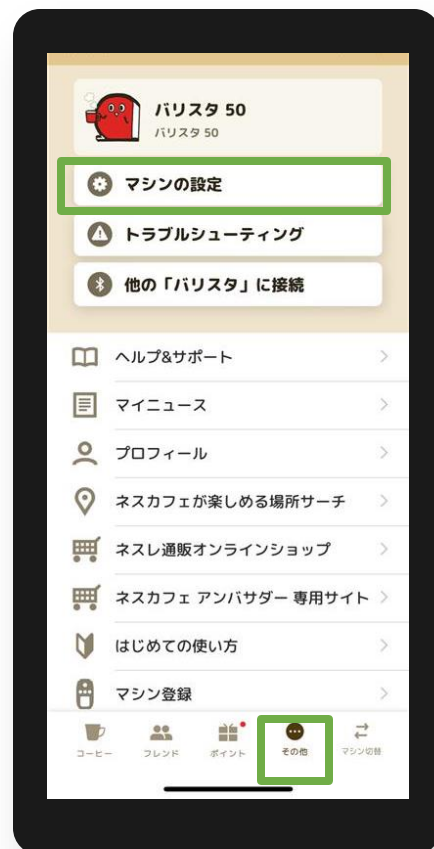 バリスタ 50
バリスタ 50
マシンの設定
トラブルシューティング
他の「バリスタ」に接続
ヘルプ&サポート
マイニュース
プロフィール
ネスカフェが楽しめる場所サーチ
ネスレ通販オンラインショップ
ネスカフェ アンバサダー 専用サイト
はじめての使い方
マシン登録
コーヒー
フレンド
ポイント
その他
マシン切替